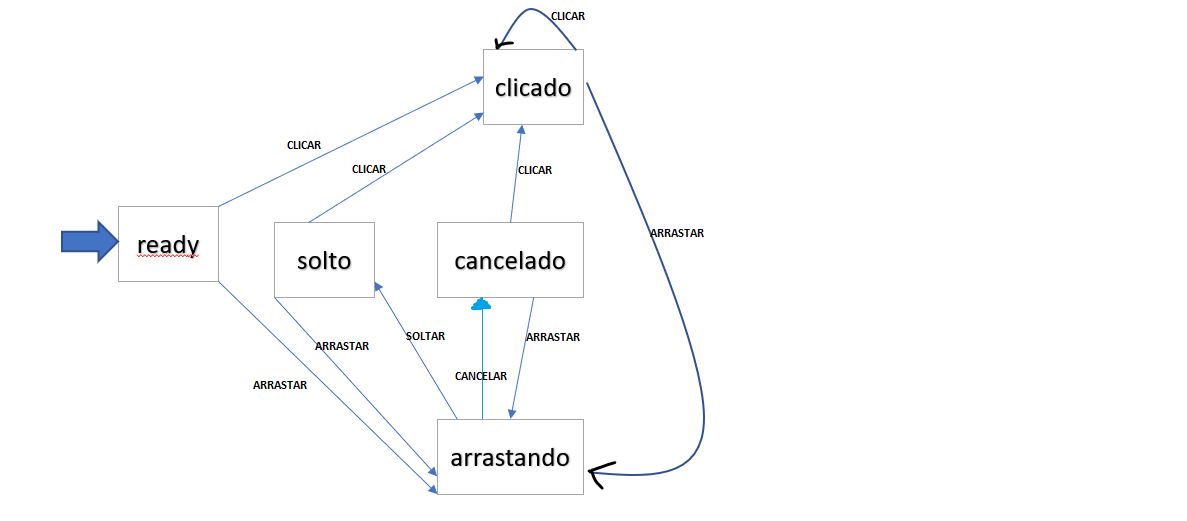 CLICAR
clicado
CLICAR
CLICAR
CLICAR
ARRASTAR
ready
solto
cancelado
SOLTAR
ARRASTAR
ARRASTAR
CANCELAR
ARRASTAR
arrastando